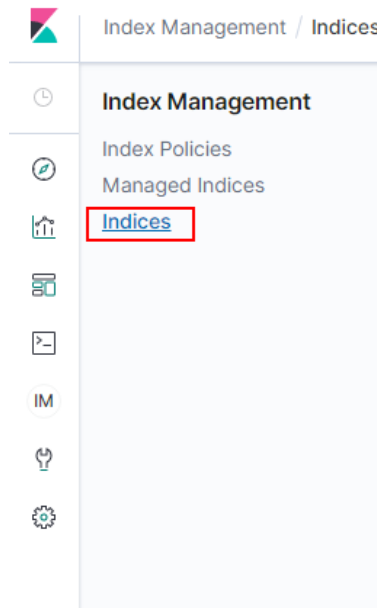 Index Management / Indices
Index Management
Index Policies
Managed Indices
Indices
IM